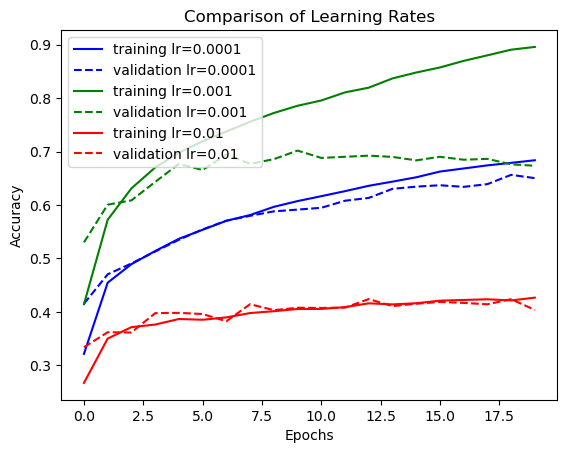 Comparison of Learning Rates
training lr=0.0001
validation lr=0.0001
training lr=0.001
validation lr=0.001
training lr=0.01
validation lr=0.01
Accuracy
0.9
0.8
0.7
0.6
0.5
0.4
0.3
0.0 2.5 5.0 7.5 10.0 12.5 15.0 17.5
Epochs